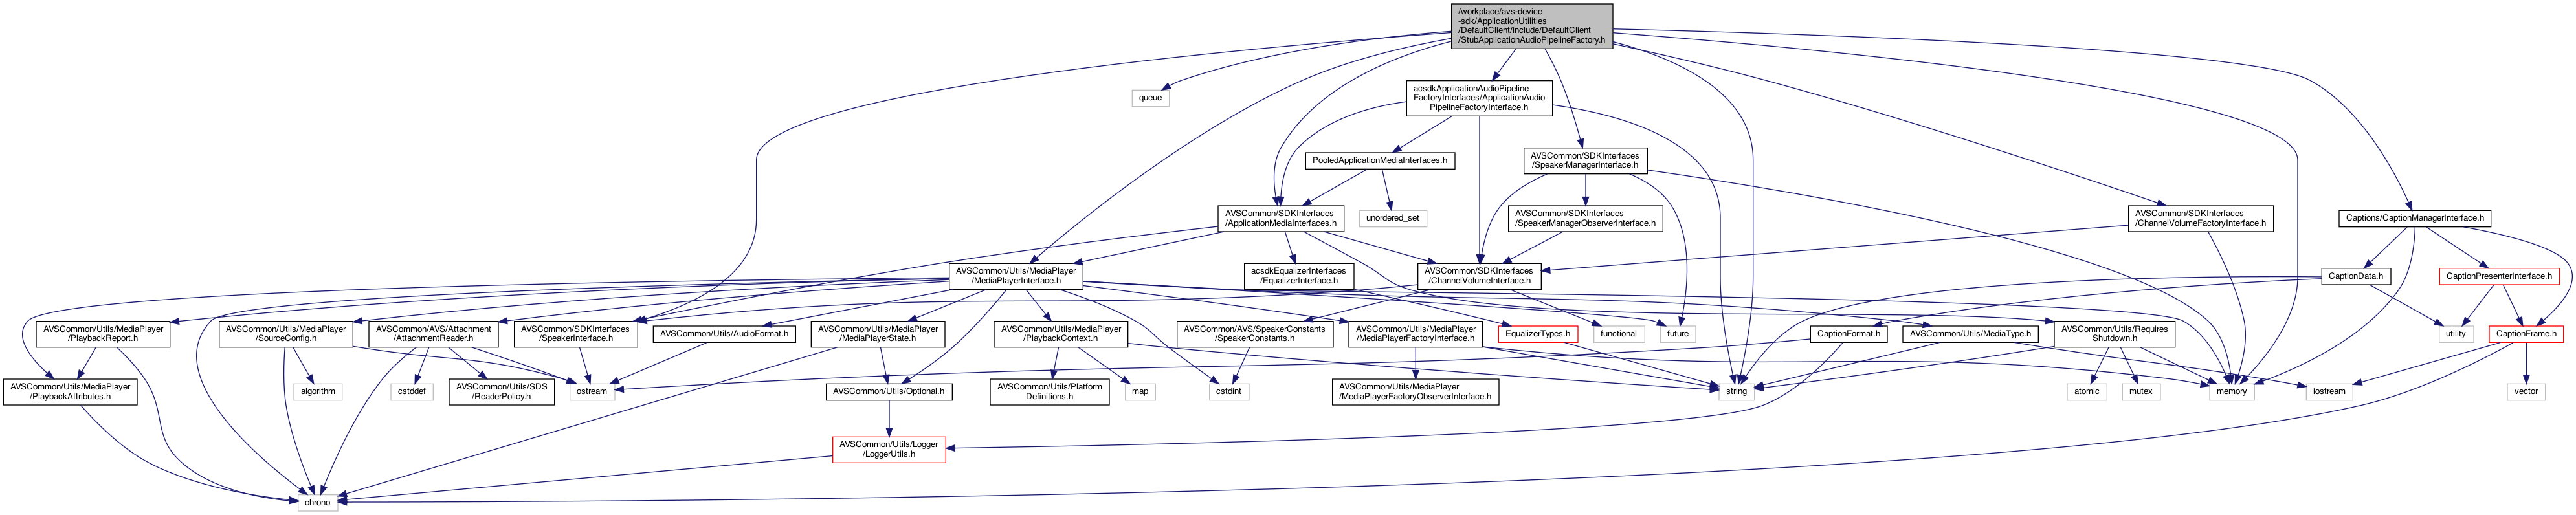 /workplace/avs-device
-sdk/ApplicationUtilities
/DefaultClient/include/DefaultClient
/StubApplicationAudioPipelineFactory.h
queue
acsdkApplicationAudioPipeline
FactoryInterfaces/ApplicationAudio
PipelineFactoryInterface.h
PooledApplicationMediaInterfaces.h
AVSCommon/SDKInterfaces
/SpeakerManagerInterface.h
AVSCommon/SDKInterfaces
/ApplicationMediaInterfaces.h
unordered_set
AVSCommon/SDKInterfaces
/SpeakerManagerObserverInterface.h
AVSCommon/SDKInterfaces
/ChannelVolumeFactoryInterface.h
Captions/CaptionManagerInterface.h
AVSCommon/Utils/MediaPlayer
/MediaPlayerInterface.h
acsdkEqualizerInterfaces
/EqualizerInterface.h
AVSCommon/SDKInterfaces
/ChannelVolumeInterface.h
CaptionData.h
CaptionPresenterInterface.h
AVSCommon/Utils/MediaPlayer
/PlaybackReport.h
AVSCommon/Utils/MediaPlayer
/SourceConfig.h
AVSCommon/AVS/Attachment
/AttachmentReader.h
AVSCommon/SDKInterfaces
/SpeakerInterface.h
AVSCommon/Utils/AudioFormat.h
AVSCommon/Utils/MediaPlayer
/MediaPlayerState.h
AVSCommon/Utils/MediaPlayer
/PlaybackContext.h
AVSCommon/AVS/SpeakerConstants
/SpeakerConstants.h
AVSCommon/Utils/MediaPlayer
/MediaPlayerFactoryInterface.h
EqualizerTypes.h
functional
future
CaptionFormat.h
AVSCommon/Utils/MediaType.h
AVSCommon/Utils/Requires
Shutdown.h
utility
CaptionFrame.h
AVSCommon/Utils/MediaPlayer
/PlaybackAttributes.h
algorithm
cstddef
AVSCommon/Utils/SDS
/ReaderPolicy.h
ostream
AVSCommon/Utils/Optional.h
AVSCommon/Utils/Platform
Definitions.h
map
cstdint
AVSCommon/Utils/MediaPlayer
/MediaPlayerFactoryObserverInterface.h
string
atomic
mutex
memory
iostream
vector
AVSCommon/Utils/Logger
/LoggerUtils.h
chrono